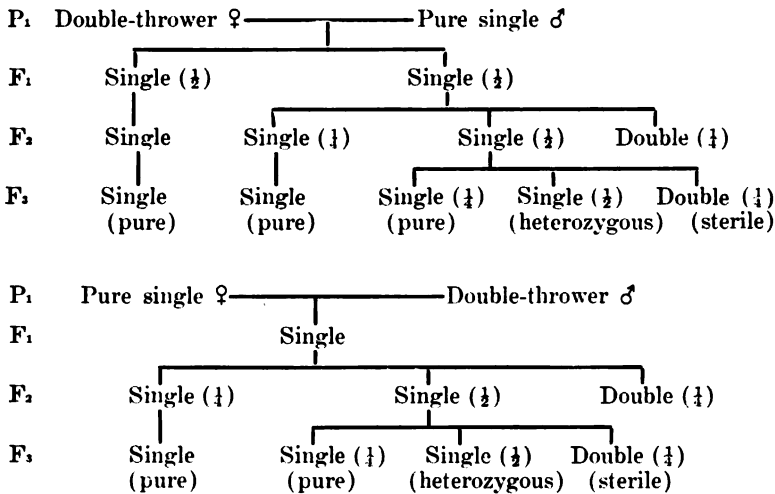 P₁ Double-thrower ♀ Pure single ♂
F₁ Single (½) Single (½)
F₂ Single Single (¼) Single (½) Double (¼)
F₃ Single Single Single (¼) Single (½) Double (¼)
(pure) (pure) (pure) (heterozygous) (sterile)
P₁ Pure single ♀ Double-thrower ♂
F₁ Single
F₂ Single (¼) Single (½) Double (¼)
F₃ Single Single (¼) Single (½) Double (¼)
(pure) (pure) (heterozygous) (sterile)